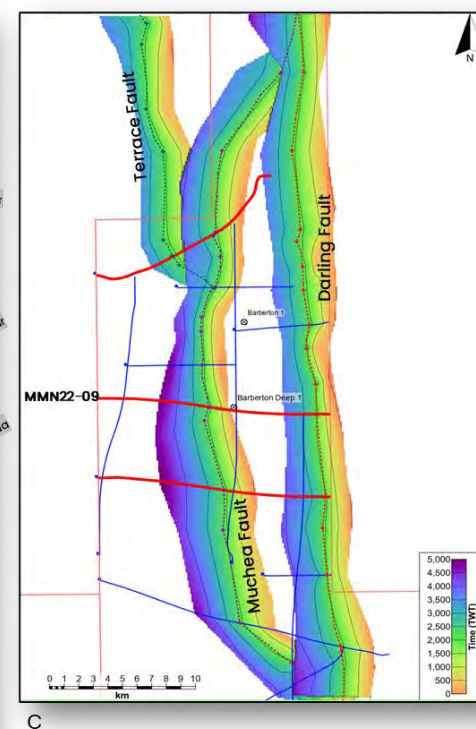 N
Terrace Fault
Darling Fault
Barberton 1
MMN22-09
Barberton Deep 1
Muchea Fault
5,000
4,500
4,000
3,500
3,000
2,500
2,000
1,500
1,000
500
0
Time (TWT)
0 1 2 3 4 5 6 7 8 9 10
km
C